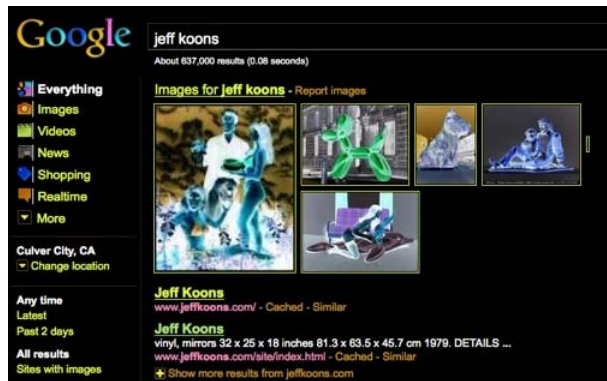 Google
jeff koons
About 637,000 results (0.08 seconds)
Everything
Images
Videos
News
Shopping
Realtime
More
Culver City, CA
Change location
Any time
Latest
Past 2 days
All results
Sites with images
Images for jeff koons - Report images
Jeff Koons
www.jeffkoons.com/ - Cached - Similar
Jeff Koons
vinyl, mirrors 32 x 25 x 18 inches 81.3 x 63.5 x 45.7 cm 1979. DETAILS ...
www.jeffkoons.com/site/index.html - Cached - Similar
Show more results from jeffkoons.com